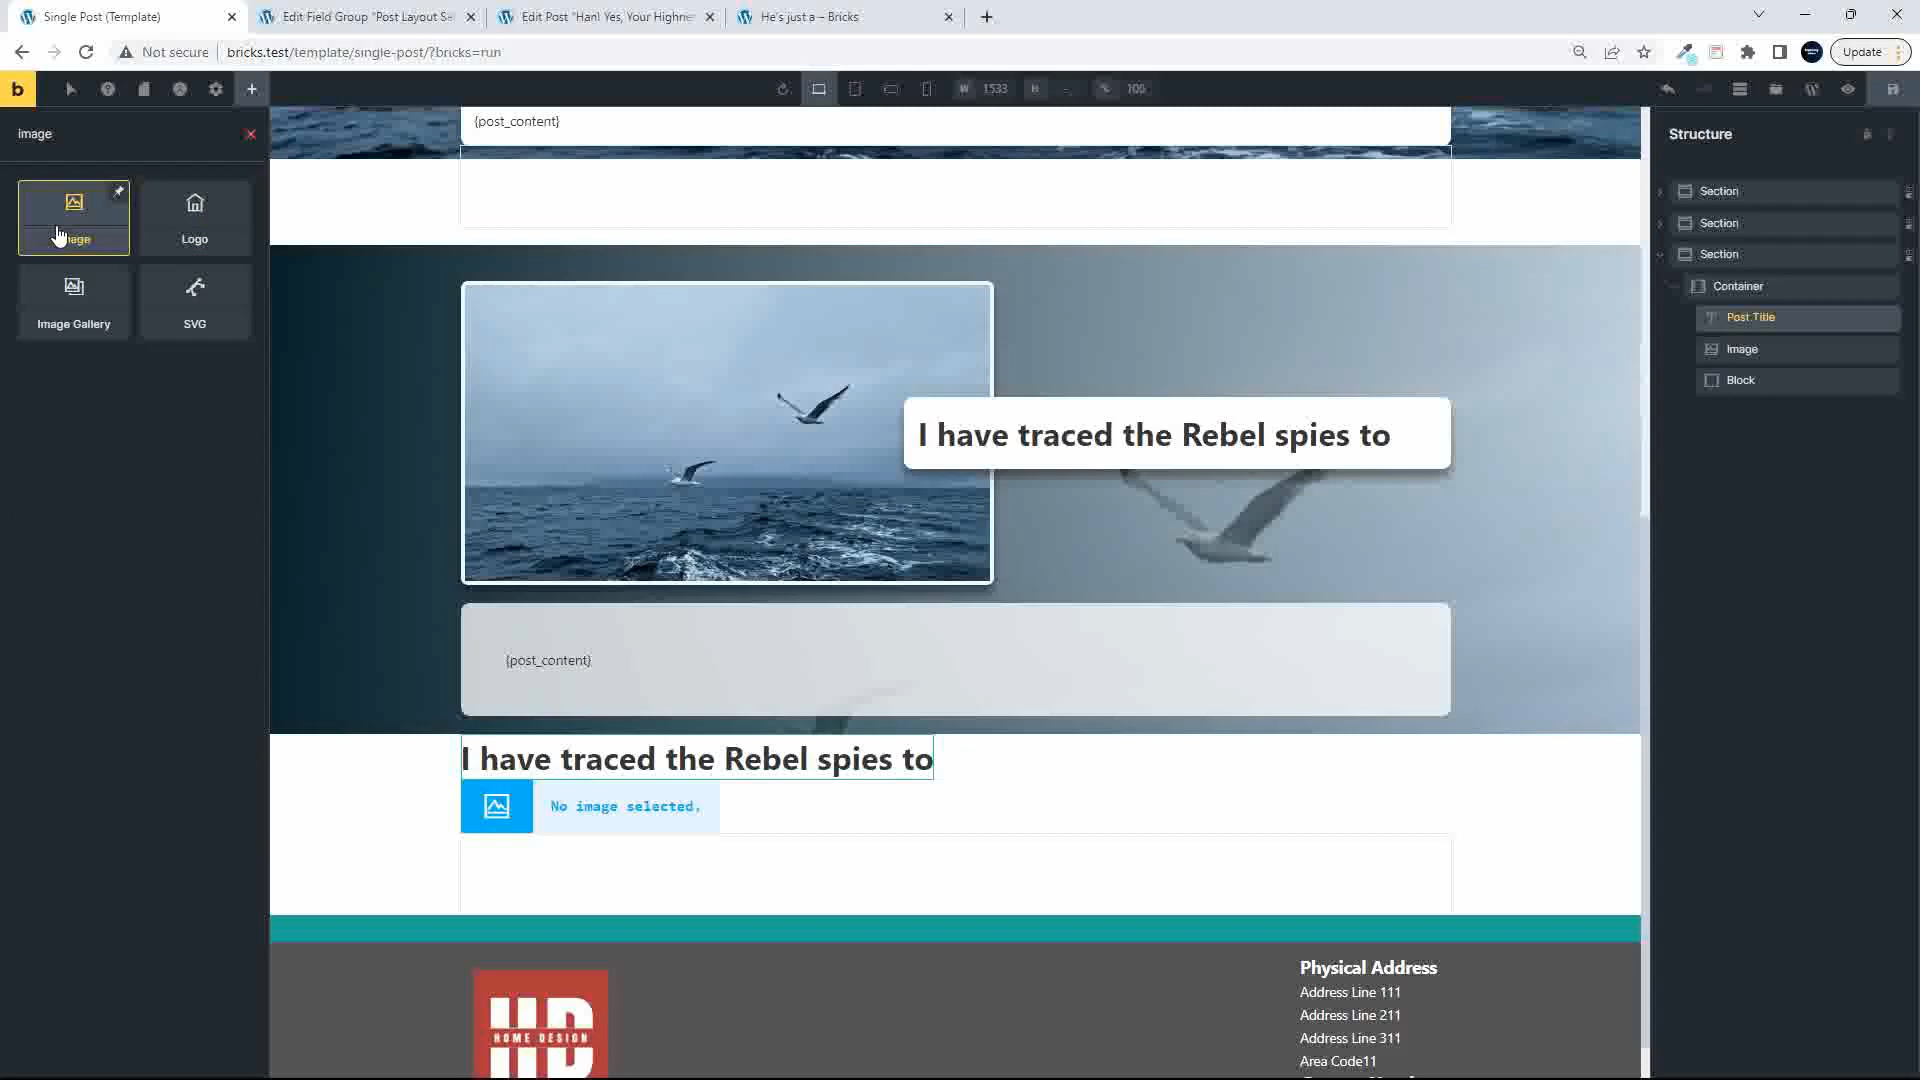 Single Post (Template)
Edit Field Group "Post Layout Se
Edit Post "Han! Yes, Your Highne
He's just a – Bricks
Not secure
bricks.test/template/single-post/?bricks=run
Update
b
W 1533
H -
% 100
image
Image
Logo
Image Gallery
SVG
{post_content}
I have traced the Rebel spies to
{post_content}
I have traced the Rebel spies to
No image selected.
HD
HOME DESIGN
Physical Address
Address Line 111
Address Line 211
Address Line 311
Area Code11
Structure
Section
Section
Section
Container
Post Title
Image
Block